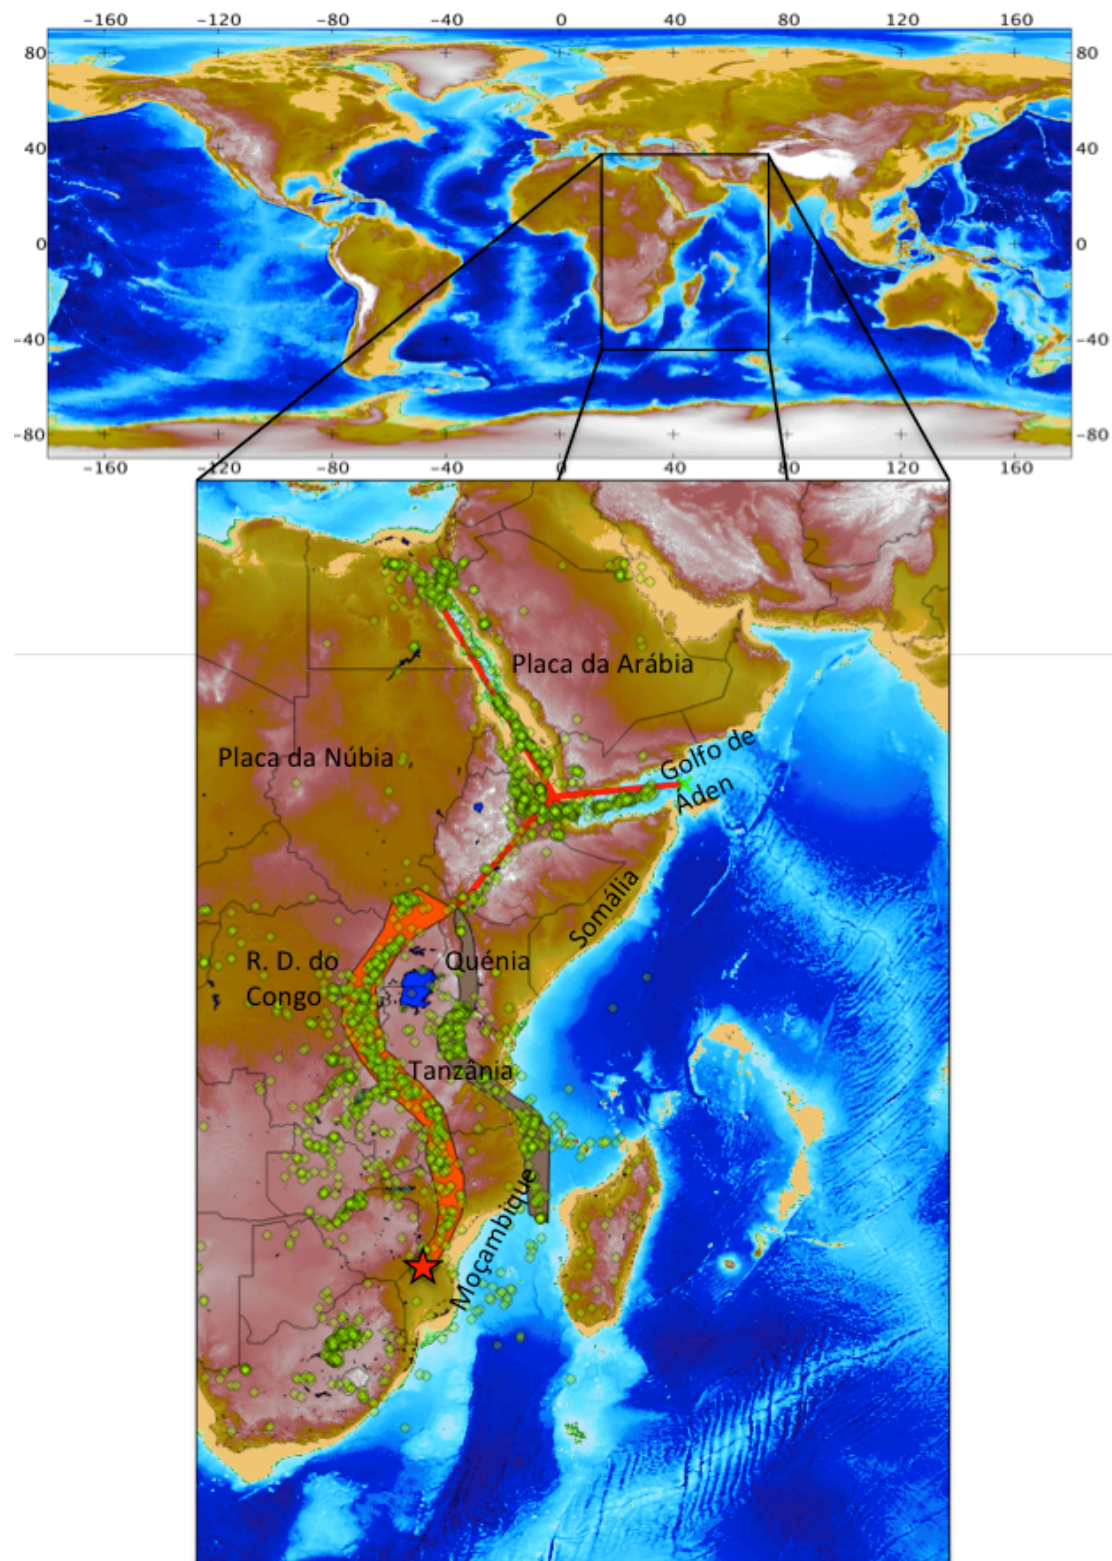 -160 -120 -80 -40 0 40 80 120 160
80 80
40 40
0 0
-40 -40
-80 -80
-160 -120 -80 -40 0 40 80 120 160
Placa da Arábia
Placa da Núbia
Golfo de
Aden
Somália
R. D. do
Congo
Quénia
Tanzânia
Moçambique